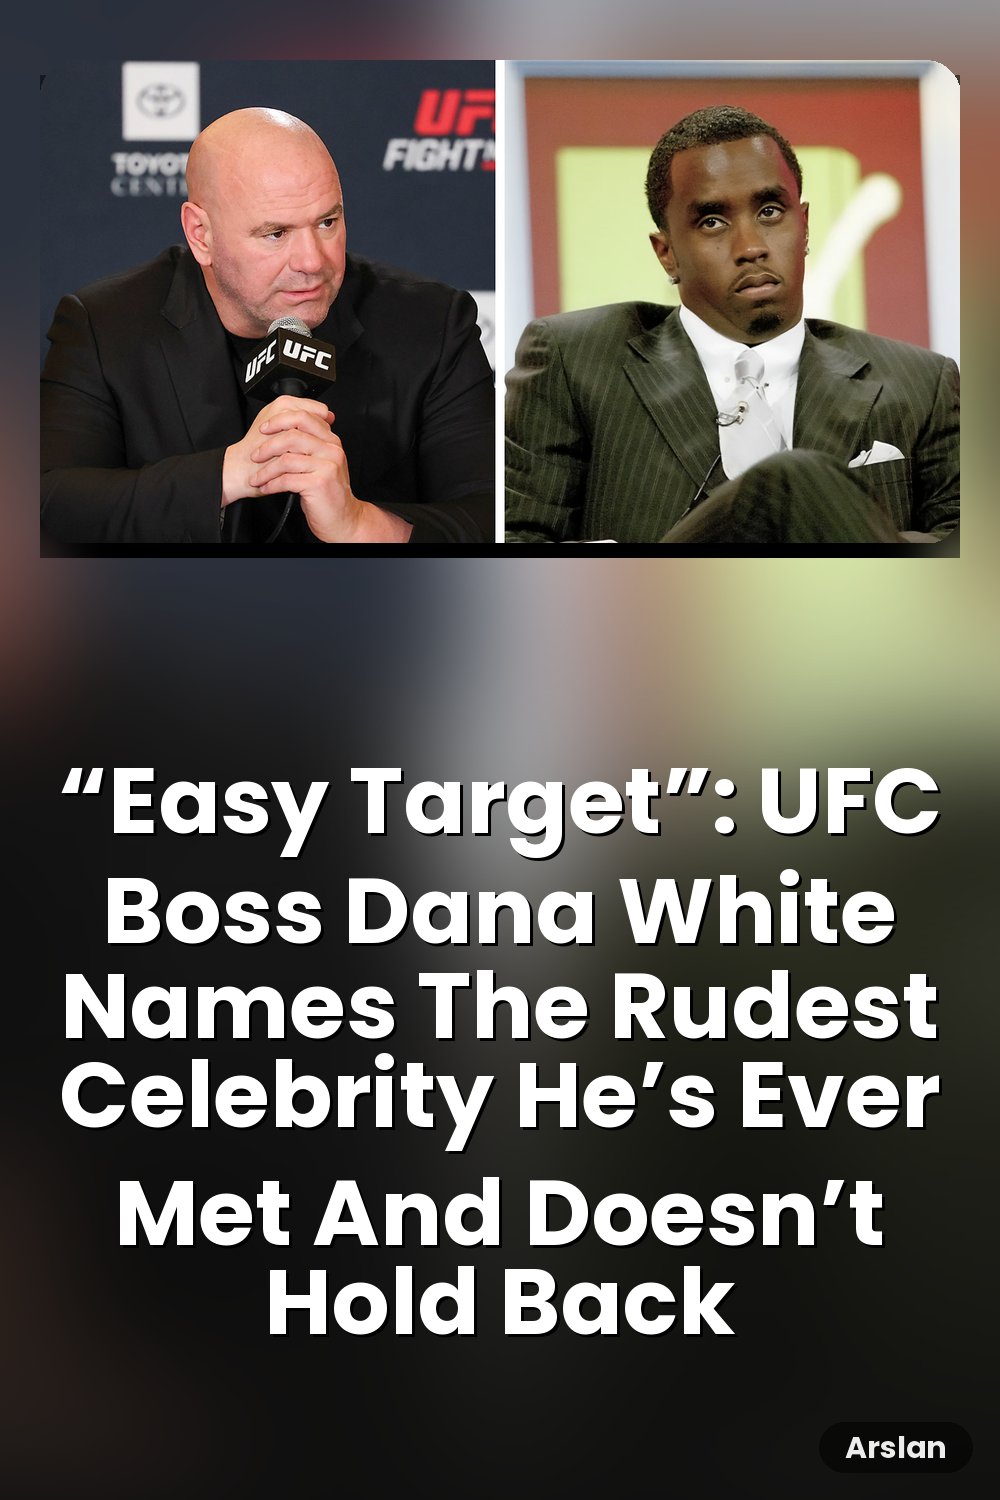 TOYOT
CENT
UFC
FIGHT
UFC UFC
“Easy Target”: UFC
Boss Dana White
Names The Rudest
Celebrity He’s Ever
Met And Doesn’t
Hold Back
Arslan